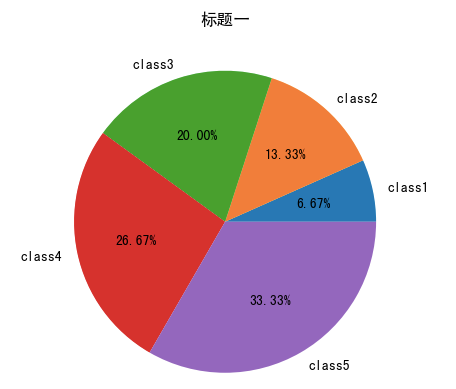 标题一
class3
class2
20.00%
13.33%
class1
6.67%
class4
26.67%
33.33%
class5